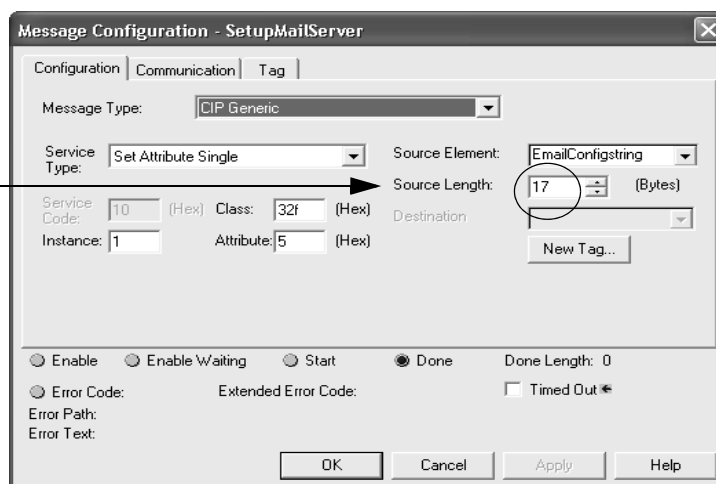 Message Configuration - SetupMailServer
Configuration Communication Tag
Message Type: CIP Generic
Service Type: Set Attribute Single
Source Element: EmailConfigstring
Source Length: 17 (Bytes)
Service Code: 10 (Hex) Class: 32f (Hex)
Destination
Instance: 1 Attribute: 5 (Hex)
New Tag...
Enable Enable Waiting Start Done Done Length: 0
Error Code: Extended Error Code: Timed Out
Error Path:
Error Text:
OK Cancel Apply Help